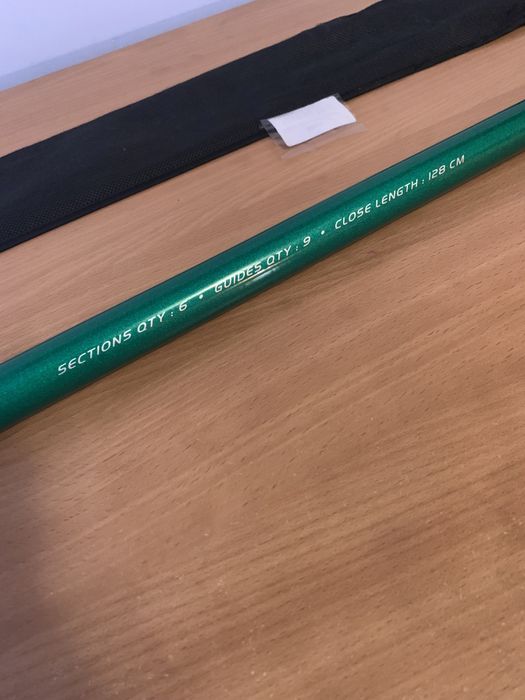 SECTIONS QTY : 6 • GUIDES QTY : 9 • CLOSE LENGTH : 128 CM